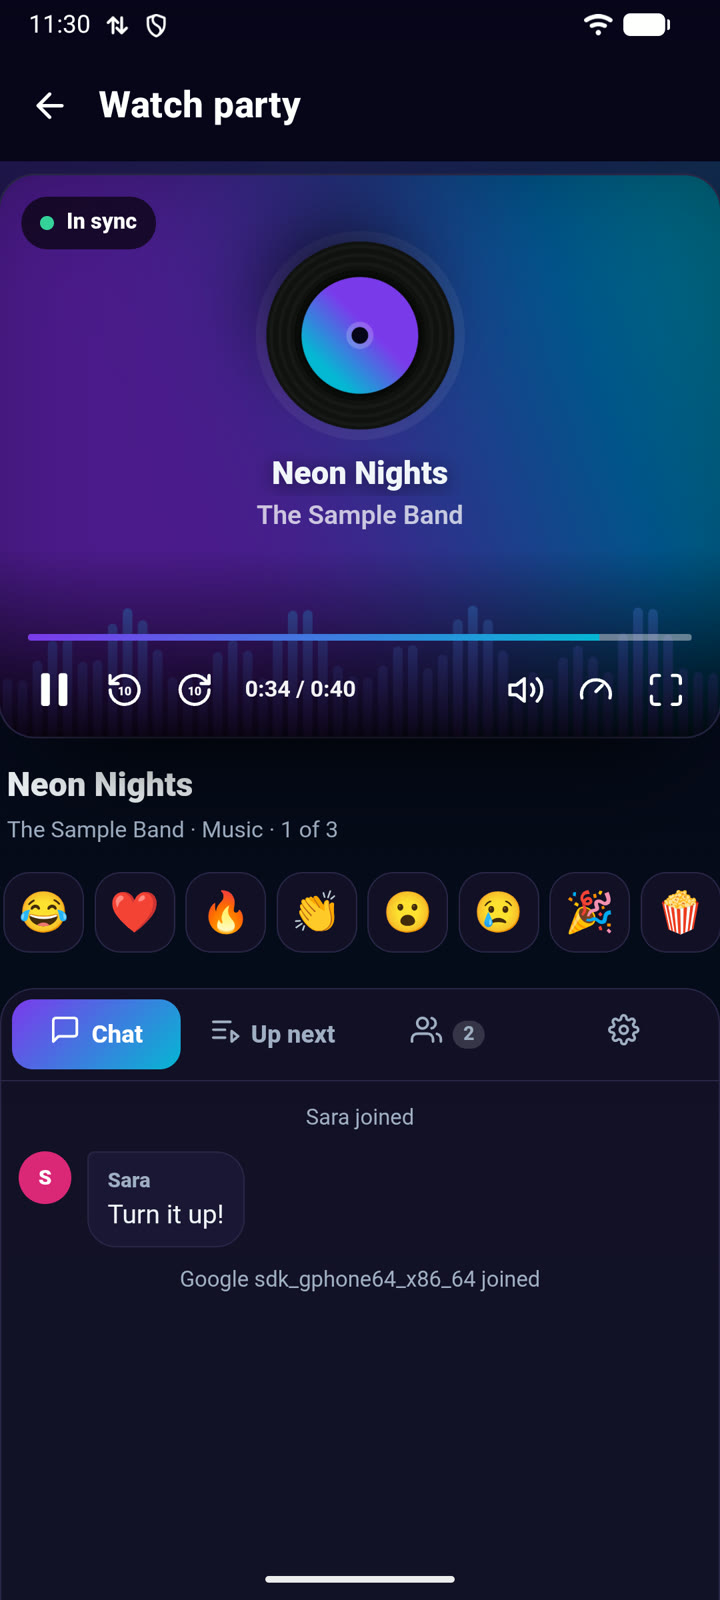 11:30
Watch party
In sync
Neon Nights
The Sample Band
10 10 0:34 / 0:40
Neon Nights
The Sample Band · Music · 1 of 3
Chat Up next 2
Sara joined
S
Sara
Turn it up!
Google sdk_gphone64_x86_64 joined